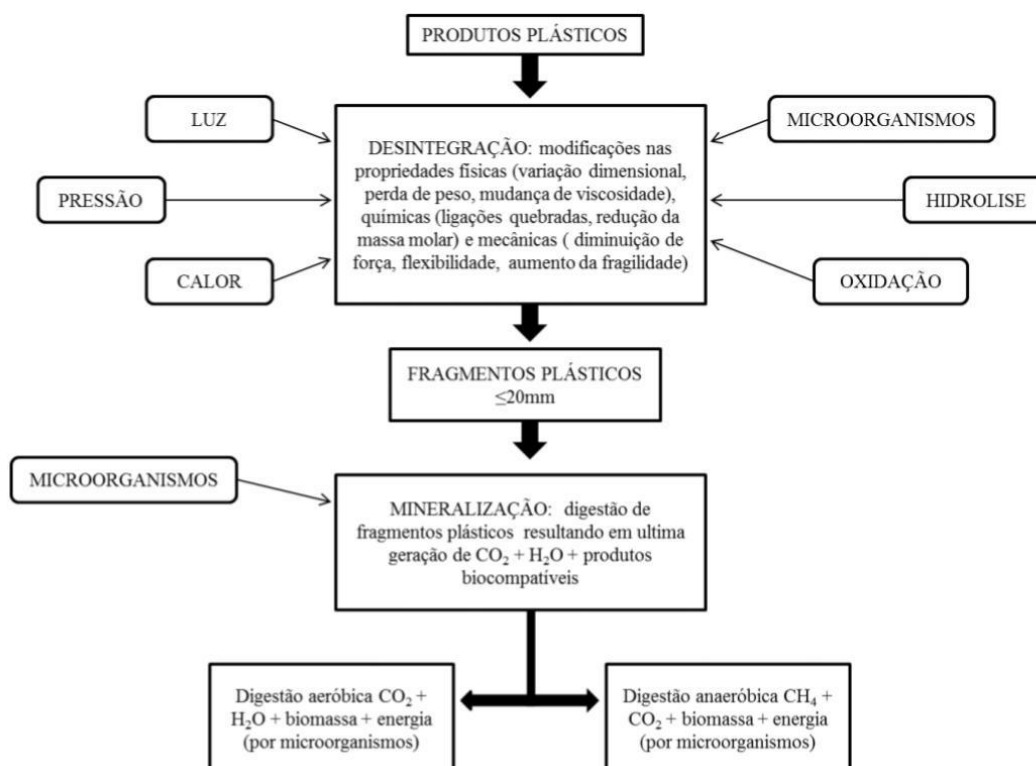 PRODUTOS PLÁSTICOS
LUZ
PRESSÃO
CALOR
DESINTEGRAÇÃO: modificações nas
propriedades físicas (variação dimensional,
perda de peso, mudança de viscosidade),
químicas (ligações quebradas, redução da
massa molar) e mecânicas ( diminuição de
força, flexibilidade, aumento da fragilidade)
MICROORGANISMOS
HIDROLISE
OXIDAÇÃO
FRAGMENTOS PLÁSTICOS
≤20mm
MICROORGANISMOS
MINERALIZAÇÃO: digestão de
fragmentos plásticos resultando em ultima
geração de CO₂ + H₂O + produtos
biocompatíveis
Digestão aeróbica CO₂ +
H₂O + biomassa + energia
(por microorganismos)
Digestão anaeróbica CH₄ +
CO₂ + biomassa + energia
(por microorganismos)